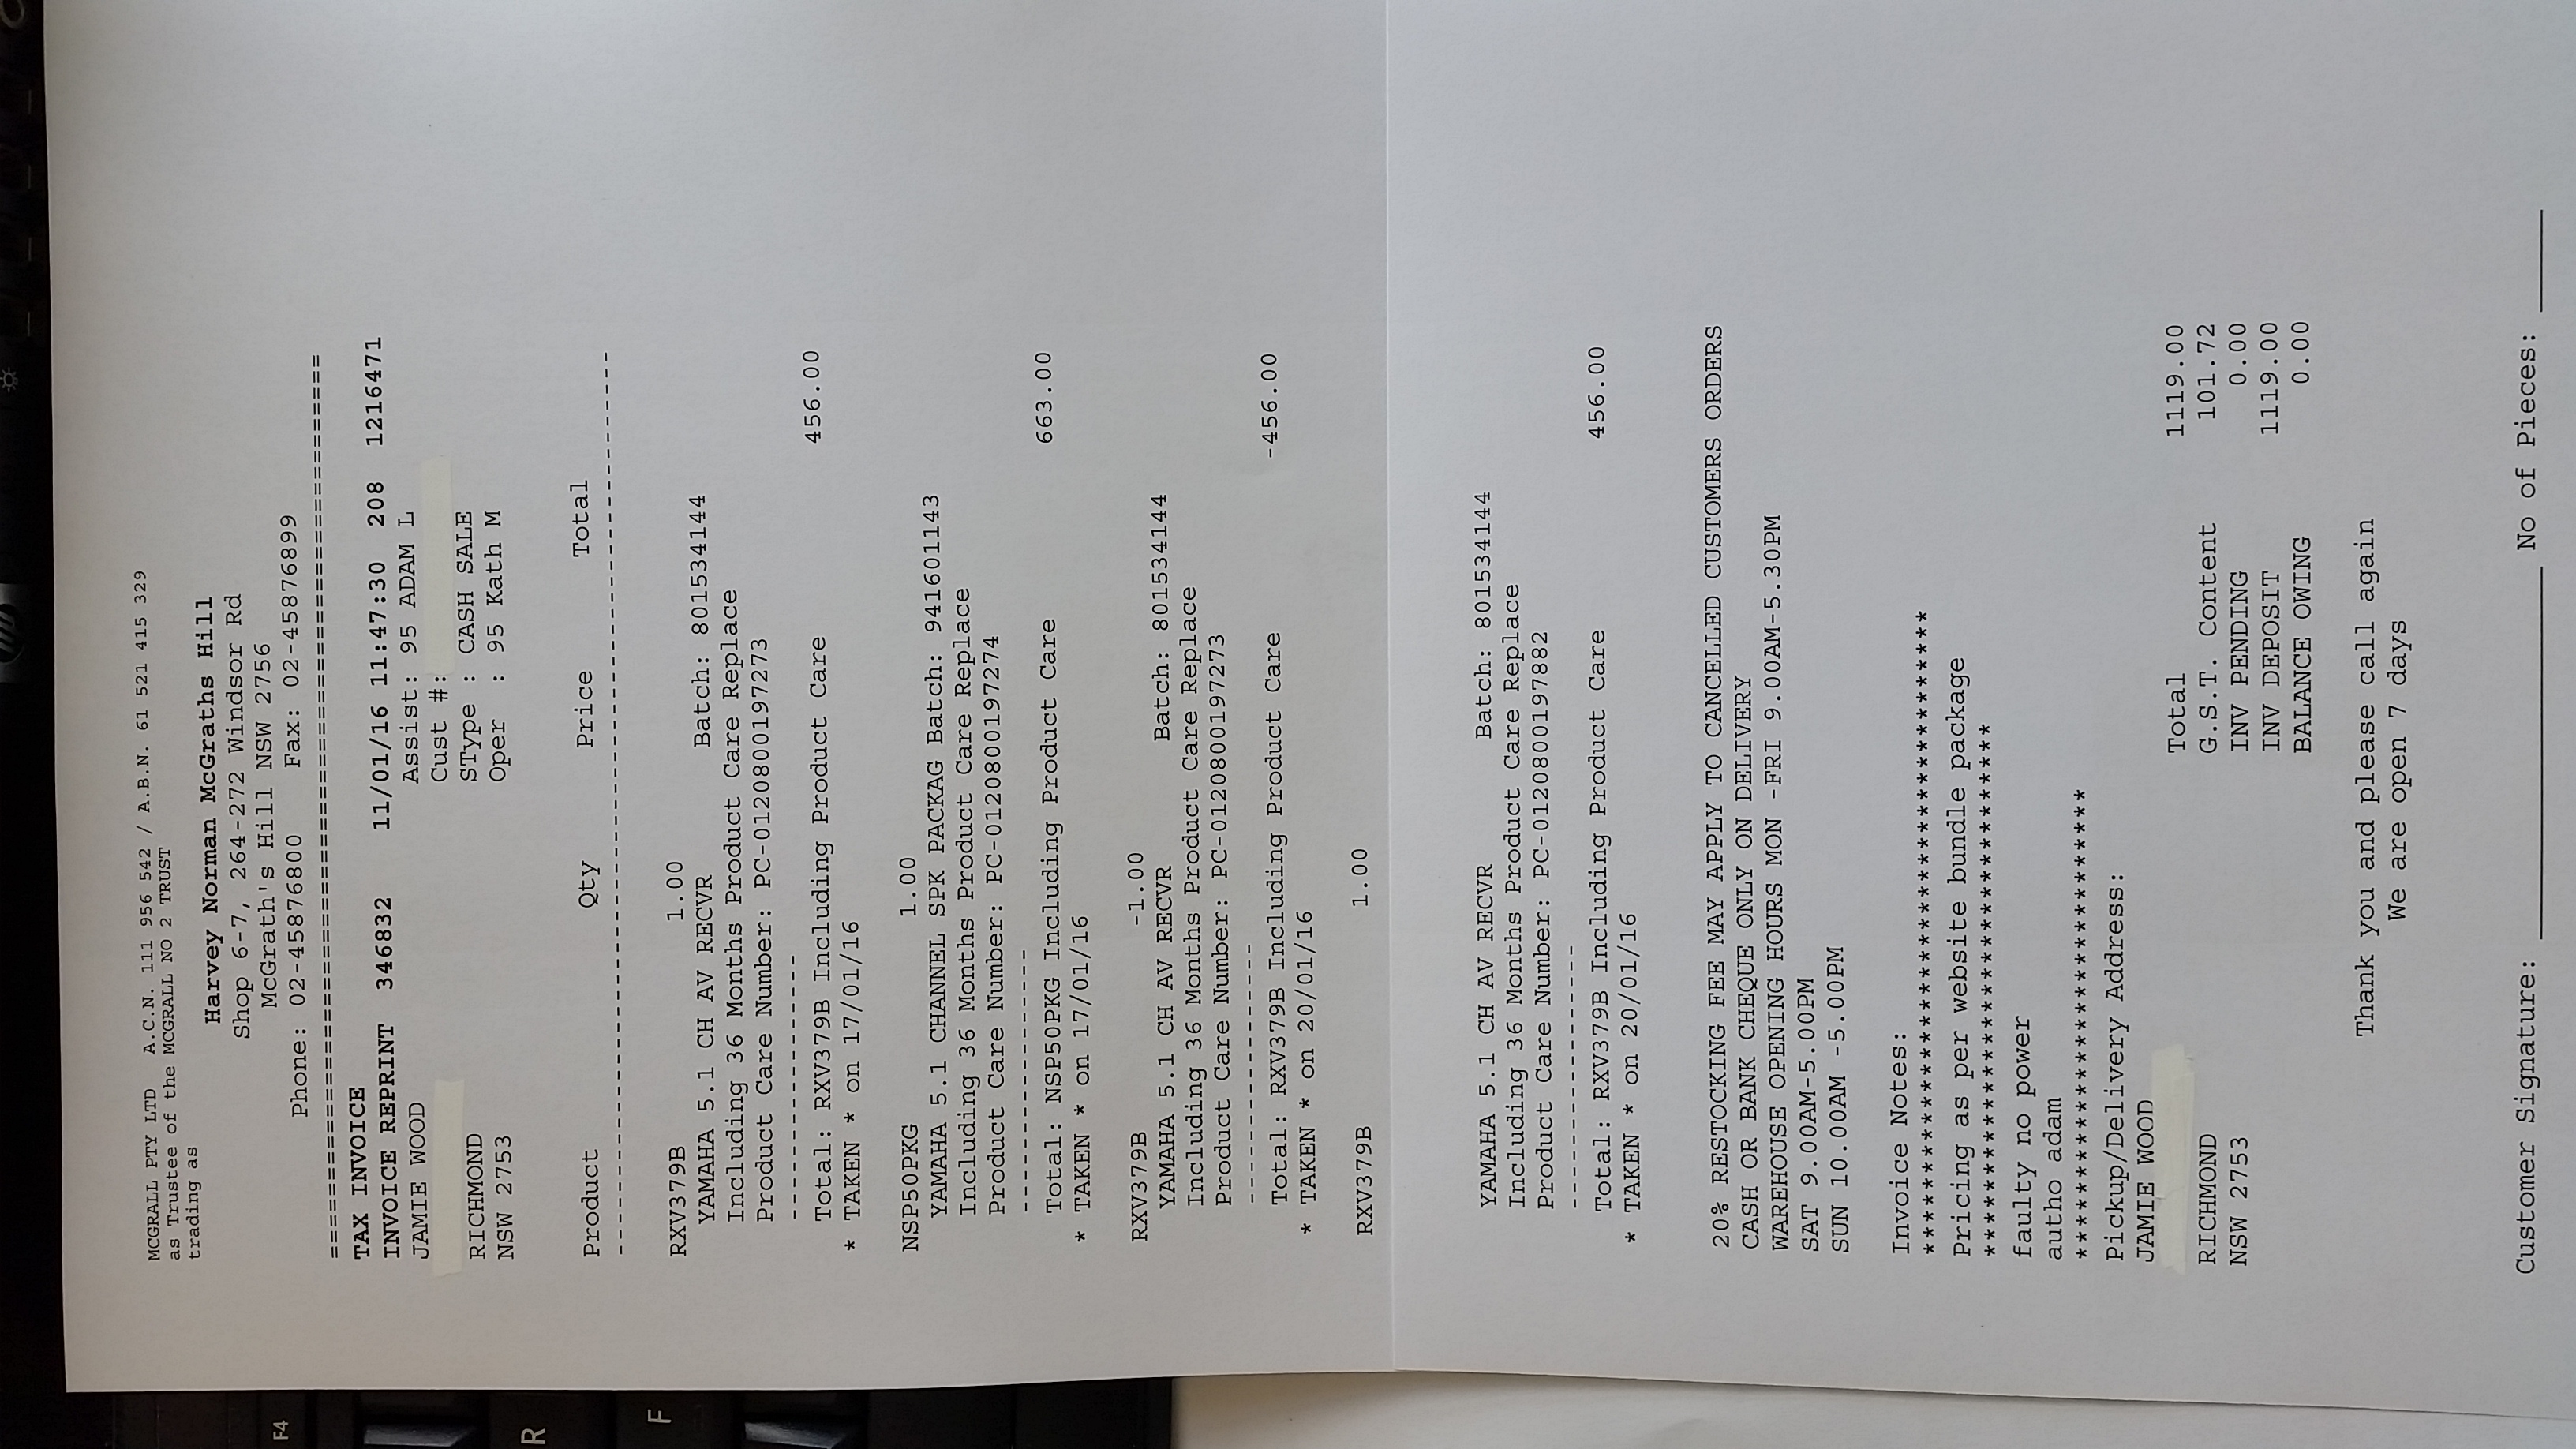 hp
F4
R
F
MCGRALL PTY LTD A.C.N. 111 956 542 / A.B.N. 61 521 415 329
as Trustee of the MCGRALL NO 2 TRUST
trading as
Harvey Norman McGraths Hill
Shop 6-7, 264-272 Windsor Rd
McGrath's Hill NSW 2756
Phone: 02-45876800 Fax: 02-45876899
==========================================================
TAX INVOICE
INVOICE REPRINT 346832 11/01/16 11:47:30 208 1216471
JAMIE WOOD Assist: 95 ADAM L
Cust #:
RICHMOND SType : CASH SALE
NSW 2753 Oper : 95 Kath M
Product Qty Price Total
----------------------------------------------------------
RXV379B 1.00
YAMAHA 5.1 CH AV RECVR Batch: 801534144
Including 36 Months Product Care Replace
Product Care Number: PC-0120800197273
-----------------
Total: RXV379B Including Product Care 456.00
* TAKEN * on 17/01/16
NSP50PKG 1.00
YAMAHA 5.1 CHANNEL SPK PACKAG Batch: 941601143
Including 36 Months Product Care Replace
Product Care Number: PC-0120800197274
-----------------
Total: NSP50PKG Including Product Care 663.00
* TAKEN * on 17/01/16
RXV379B -1.00
YAMAHA 5.1 CH AV RECVR Batch: 801534144
Including 36 Months Product Care Replace
Product Care Number: PC-0120800197273
-----------------
Total: RXV379B Including Product Care -456.00
* TAKEN * on 20/01/16
RXV379B 1.00
YAMAHA 5.1 CH AV RECVR Batch: 801534144
Including 36 Months Product Care Replace
Product Care Number: PC-0120800197882
-----------------
Total: RXV379B Including Product Care 456.00
* TAKEN * on 20/01/16
20% RESTOCKING FEE MAY APPLY TO CANCELLED CUSTOMERS ORDERS
CASH OR BANK CHEQUE ONLY ON DELIVERY
WAREHOUSE OPENING HOURS MON -FRI 9.00AM-5.30PM
SAT 9.00AM-5.00PM
SUN 10.00AM -5.00PM
Invoice Notes:
****************************************
Pricing as per website bundle package
*********************************
faulty no power
autho adam
*****************************
Pickup/Delivery Address:
JAMIE WOOD
Total 1119.00
RICHMOND G.S.T. Content 101.72
NSW 2753 INV PENDING 0.00
INV DEPOSIT 1119.00
BALANCE OWING 0.00
Thank you and please call again
We are open 7 days
Customer Signature: ______________________ No of Pieces: ______